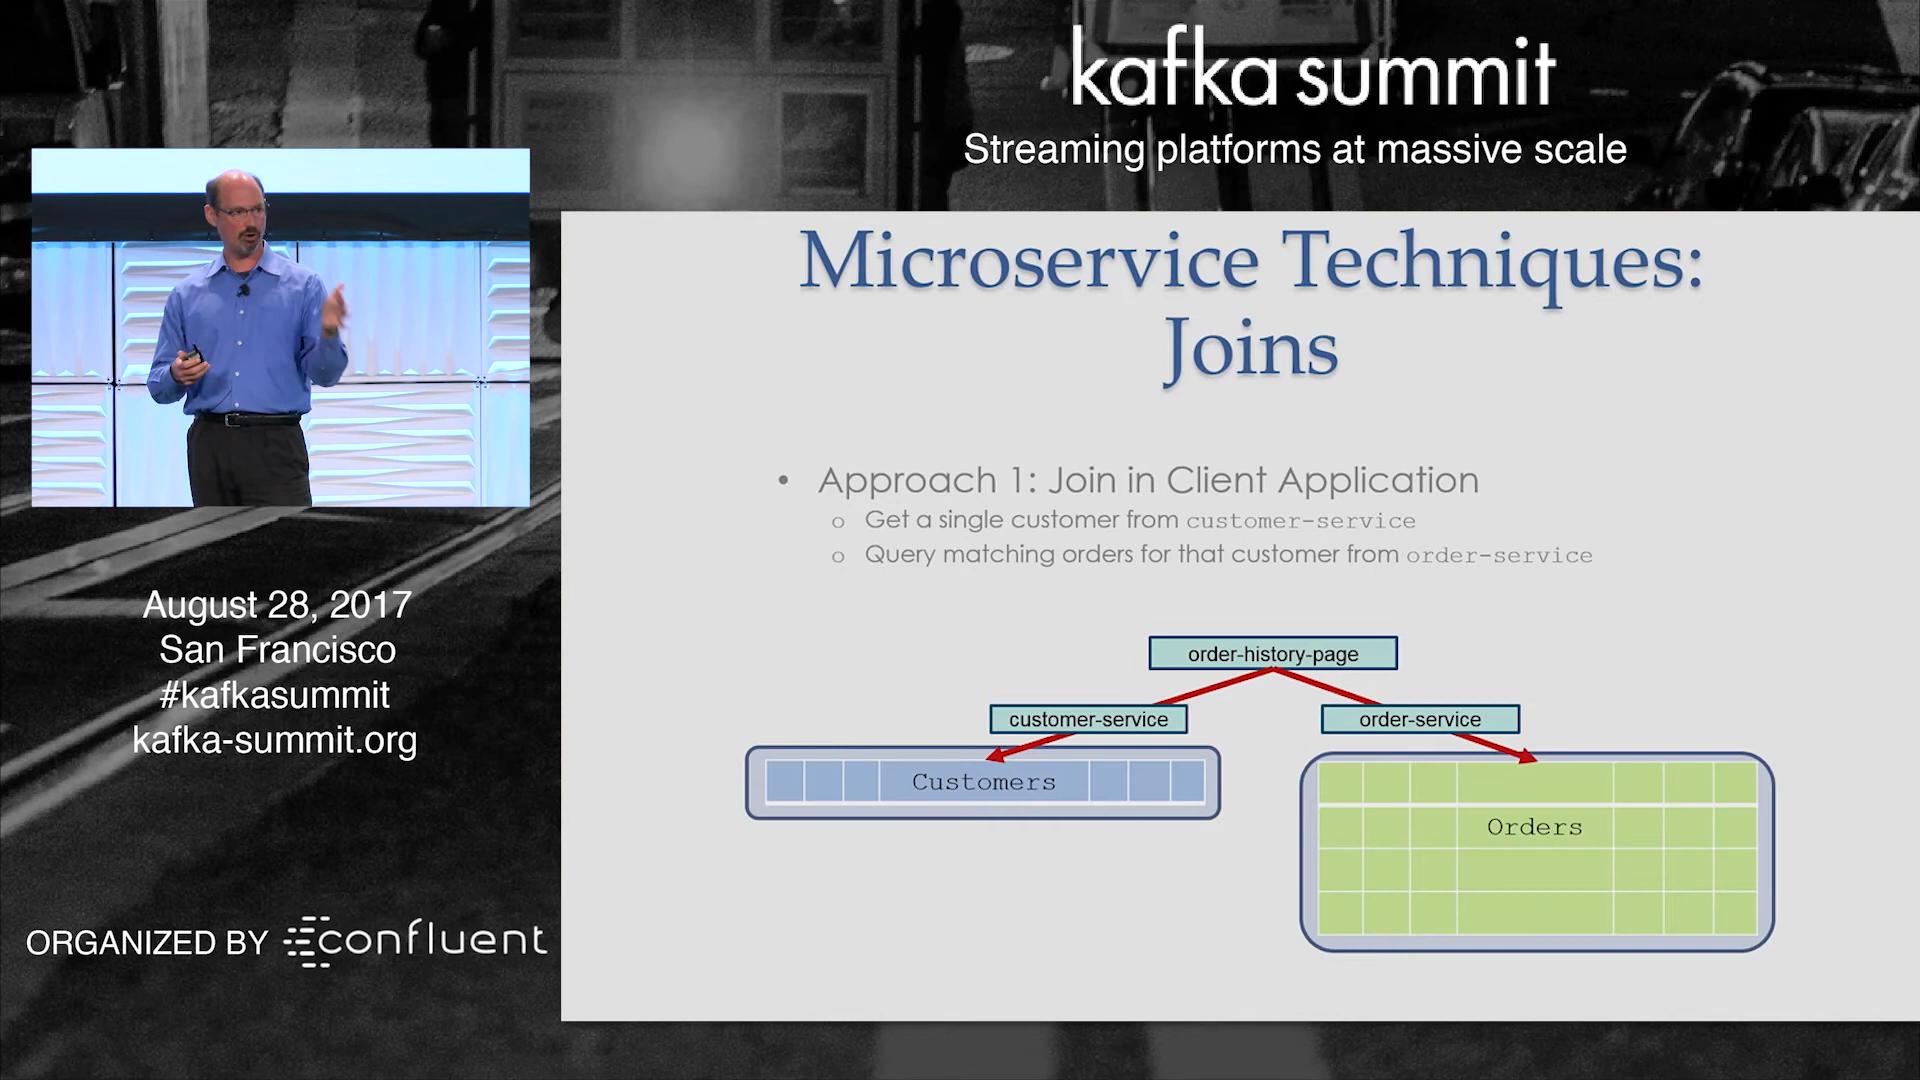 kafka summit
Streaming platforms at massive scale
Microservice Techniques:
Joins
• Approach 1: Join in Client Application
o Get a single customer from customer-service
o Query matching orders for that customer from order-service
order-history-page
customer-service
order-service
Customers
Orders
August 28, 2017
San Francisco
#kafkasummit
kafka-summit.org
ORGANIZED BY confluent